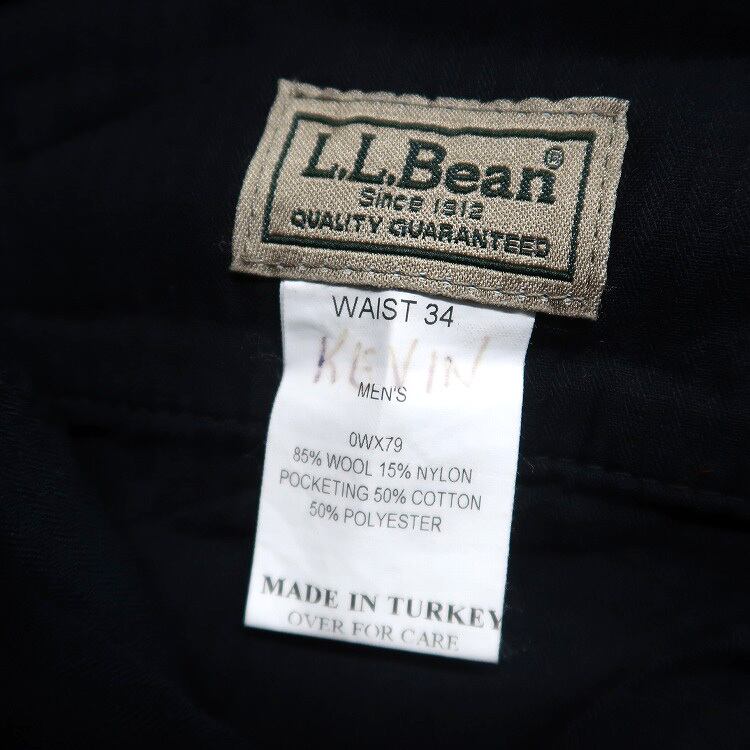 L.L.Bean®
Since 1912
QUALITY GUARANTEED
WAIST 34
KEVIN
MEN'S
0WX79
85% WOOL 15% NYLON
POCKETING 50% COTTON
50% POLYESTER
MADE IN TURKEY
OVER FOR CARE